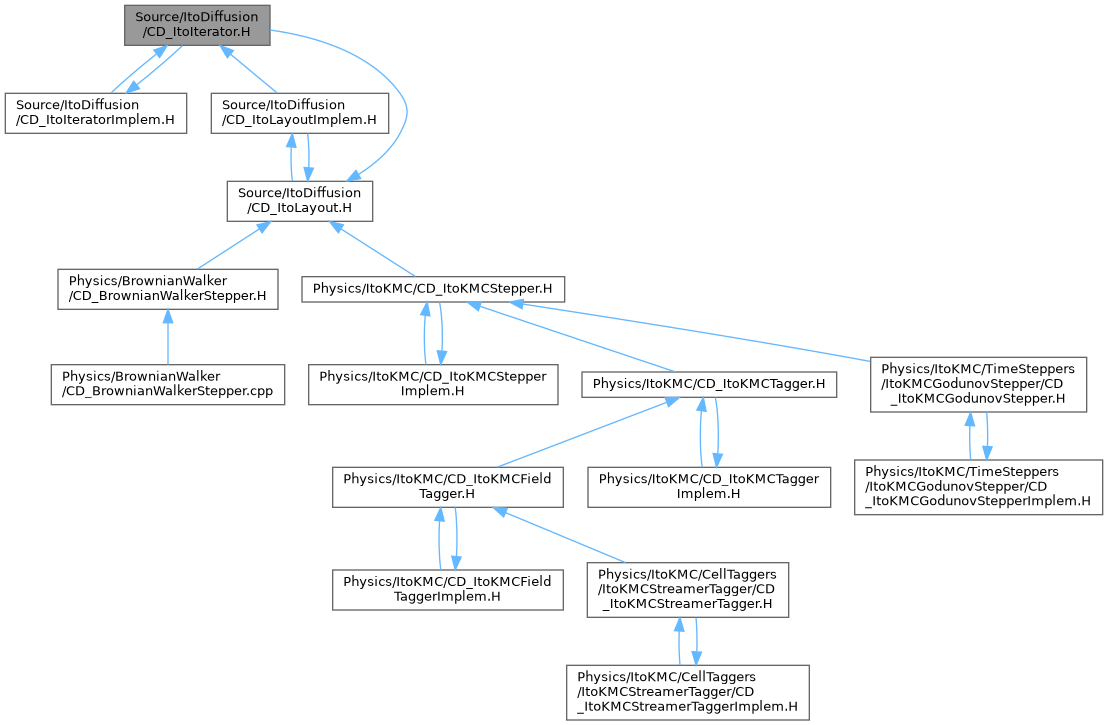 Source/ItoDiffusion
/CD_ItoIterator.H
Source/ItoDiffusion
/CD_ItoIteratorImplem.H
Source/ItoDiffusion
/CD_ItoLayoutImplem.H
Source/ItoDiffusion
/CD_ItoLayout.H
Physics/BrownianWalker
/CD_BrownianWalkerStepper.H
Physics/ItoKMC/CD_ItoKMCStepper.H
Physics/BrownianWalker
/CD_BrownianWalkerStepper.cpp
Physics/ItoKMC/CD_ItoKMCStepper
Implem.H
Physics/ItoKMC/CD_ItoKMCTagger.H
Physics/ItoKMC/TimeSteppers
/ItoKMCGodunovStepper/CD
_ItoKMCGodunovStepper.H
Physics/ItoKMC/CD_ItoKMCField
Tagger.H
Physics/ItoKMC/CD_ItoKMCTagger
Implem.H
Physics/ItoKMC/TimeSteppers
/ItoKMCGodunovStepper/CD
_ItoKMCGodunovStepperImplem.H
Physics/ItoKMC/CD_ItoKMCField
TaggerImplem.H
Physics/ItoKMC/CellTaggers
/ItoKMCStreamerTagger/CD
_ItoKMCStreamerTagger.H
Physics/ItoKMC/CellTaggers
/ItoKMCStreamerTagger/CD
_ItoKMCStreamerTaggerImplem.H